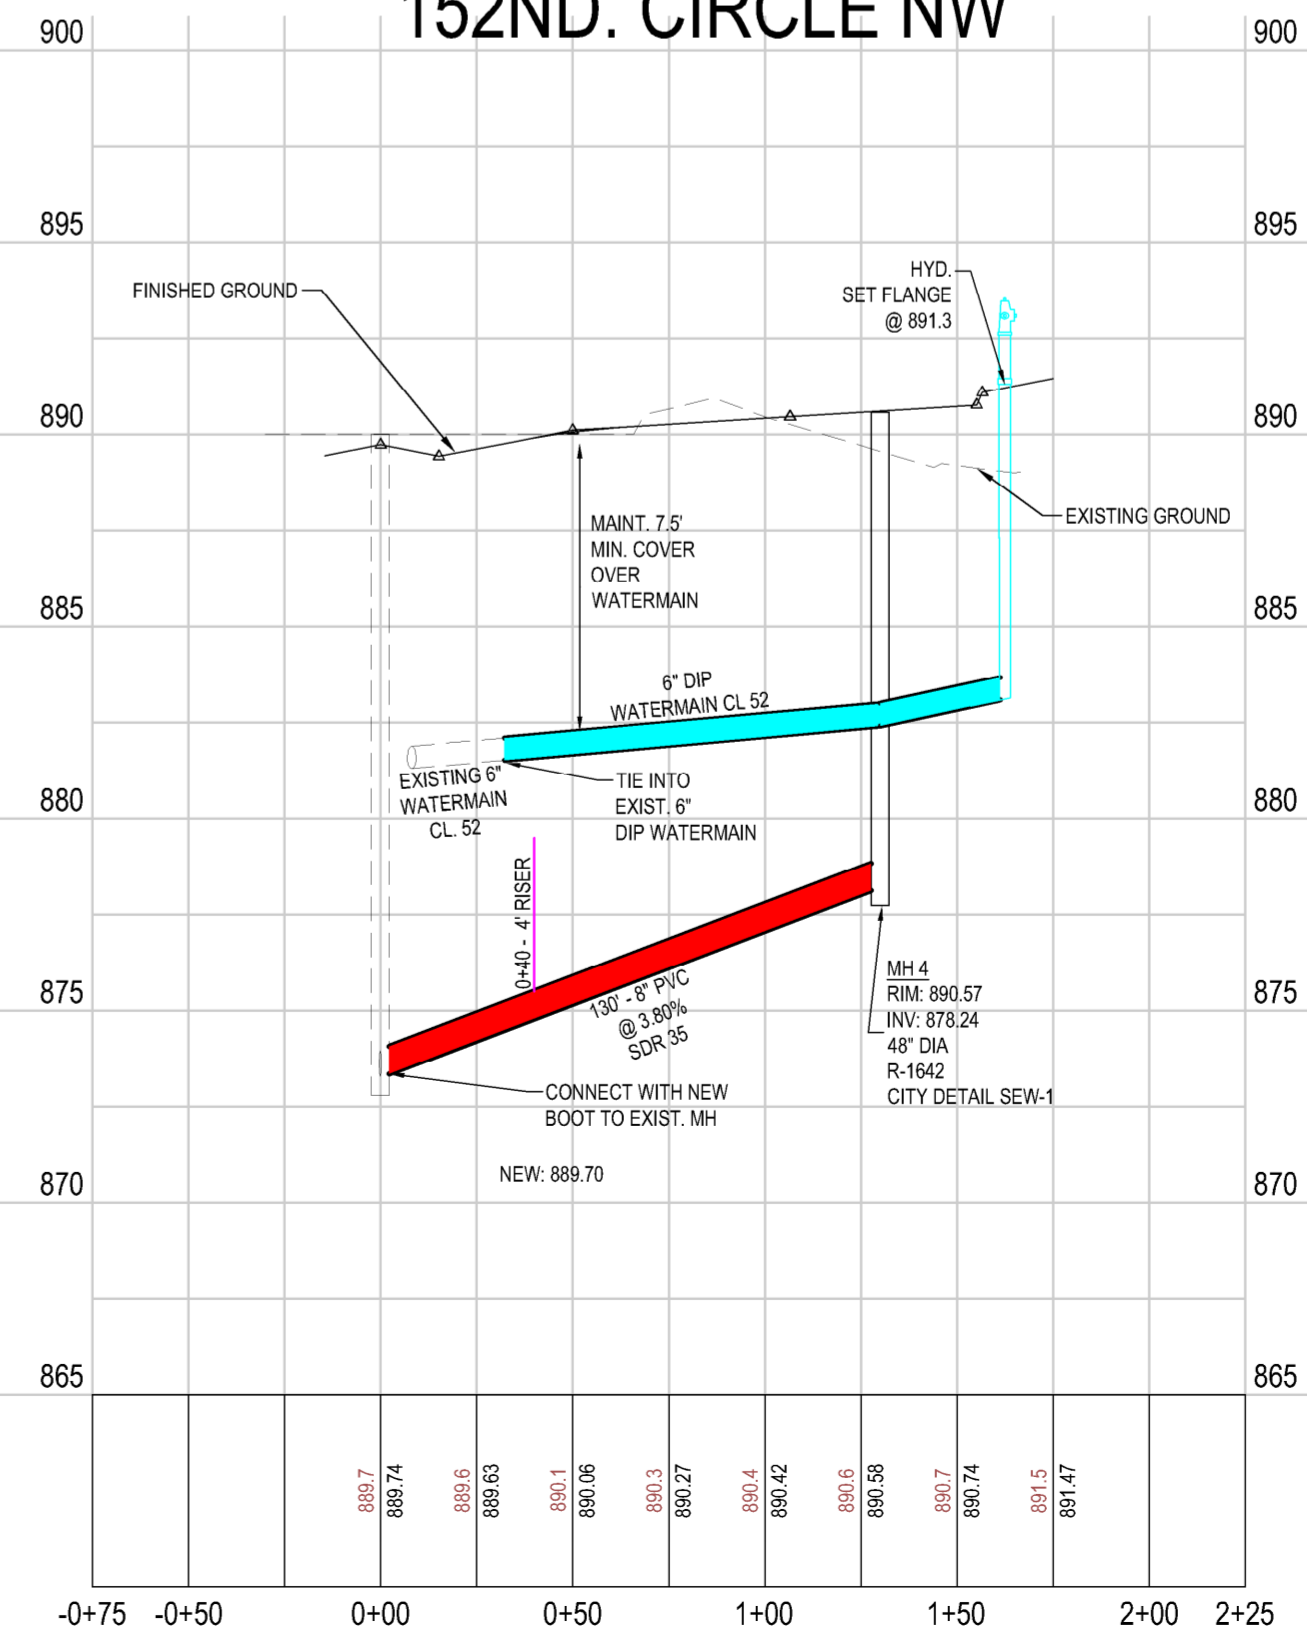 152ND. CIRCLE NW
900 900
895 895
HYD.
SET FLANGE
@ 891.3
FINISHED GROUND
890 890
EXISTING GROUND
MAINT. 7.5'
MIN. COVER
OVER
WATERMAIN
885 885
6" DIP
WATERMAIN CL 52
EXISTING 6"
WATERMAIN
CL. 52
TIE INTO
EXIST. 6"
DIP WATERMAIN
880 880
0+40 - 4' RISER
130' - 8" PVC
@ 3.80%
SDR 35
MH 4
RIM: 890.57
INV: 878.24
48" DIA
R-1642
CITY DETAIL SEW-1
875 875
CONNECT WITH NEW
BOOT TO EXIST. MH
NEW: 889.70
870 870
865 865
889.7 889.74 889.6 889.63 890.1 890.06 890.3 890.27 890.4 890.42 890.6 890.58 890.7 890.74 891.5 891.47
-0+75 -0+50 0+00 0+50 1+00 1+50 2+00 2+25